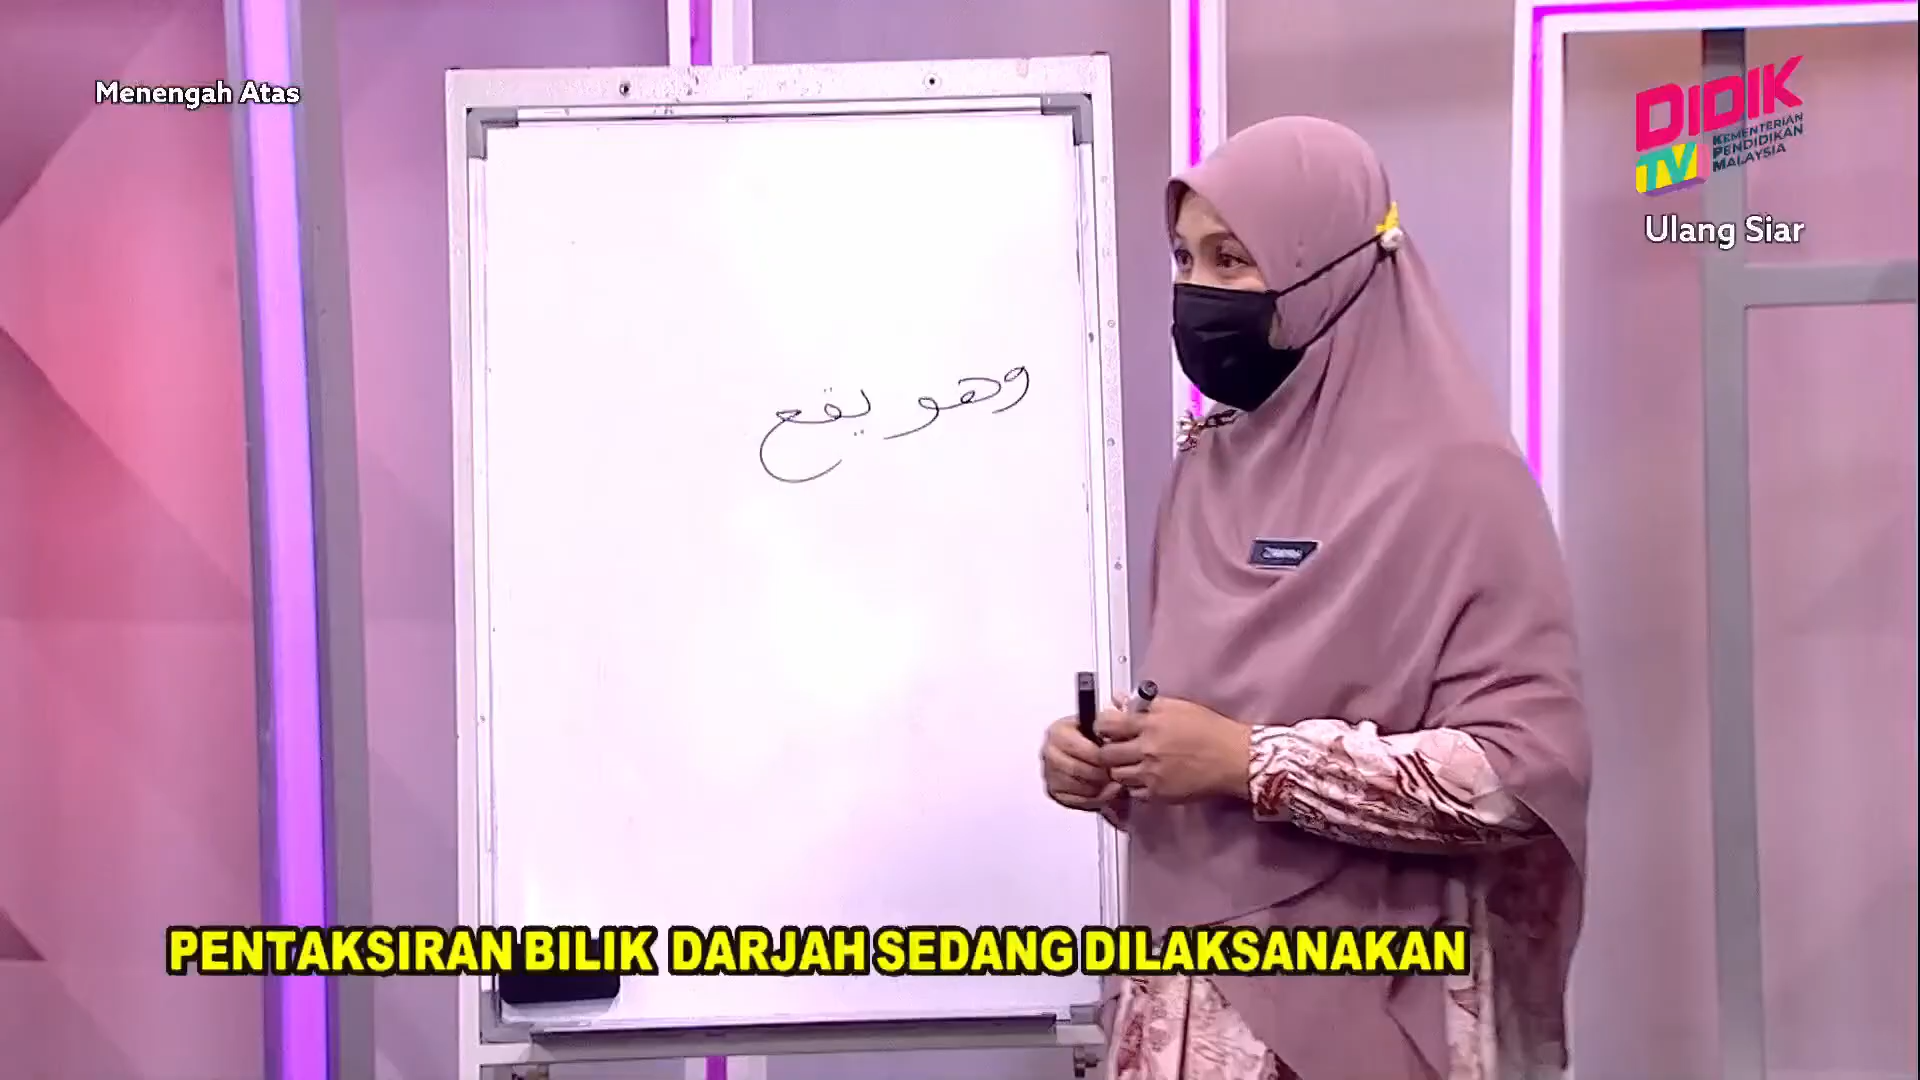 Menengah Atas
DIDIK
TV
KEMENTERIAN
PENDIDIKAN
MALAYSIA
Ulang Siar
وهو يقع
PENTAKSIRAN BILIK DARJAH SEDANG DILAKSANAKAN